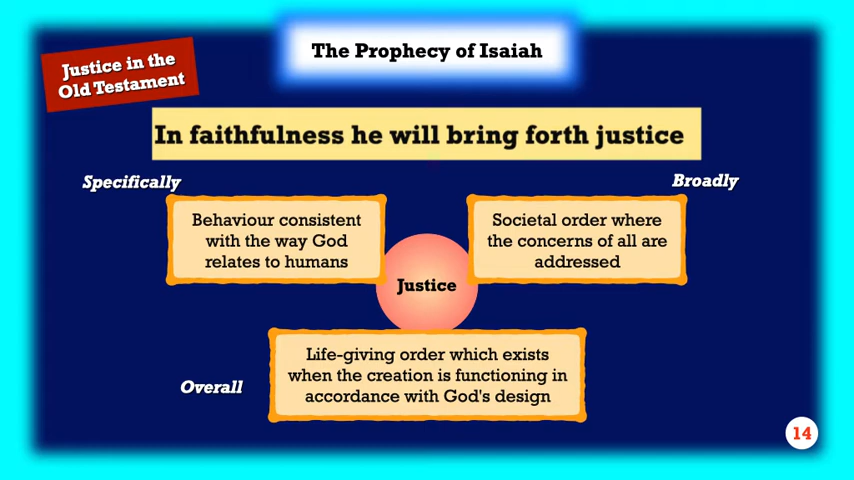 The Prophecy of Isaiah
Justice in the
Old Testament
In faithfulness he will bring forth justice
Specifically
Broadly
Behaviour consistent
with the way God
relates to humans
Societal order where
the concerns of all are
addressed
Justice
Life-giving order which exists
when the creation is functioning in
accordance with God's design
Overall
14